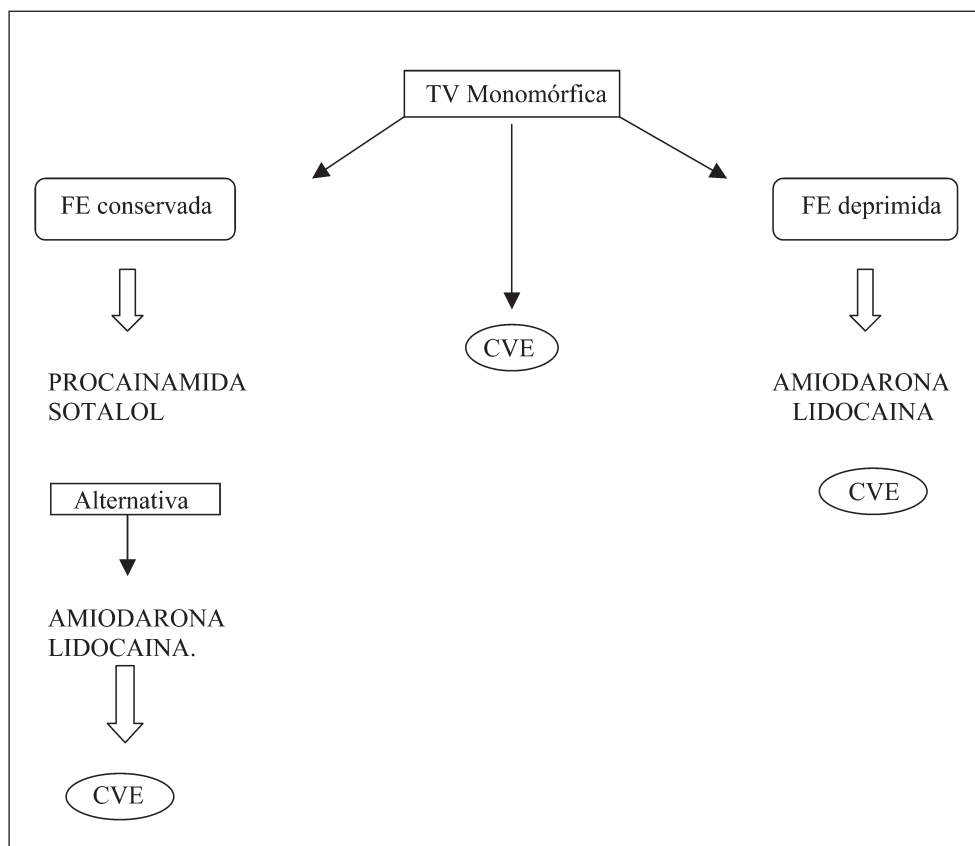 TV Monomórfica
FE conservada
FE deprimida
CVE
PROCAINAMIDA
SOTALOL
AMIODARONA
LIDOCAINA
CVE
Alternativa
AMIODARONA
LIDOCAINA.
CVE